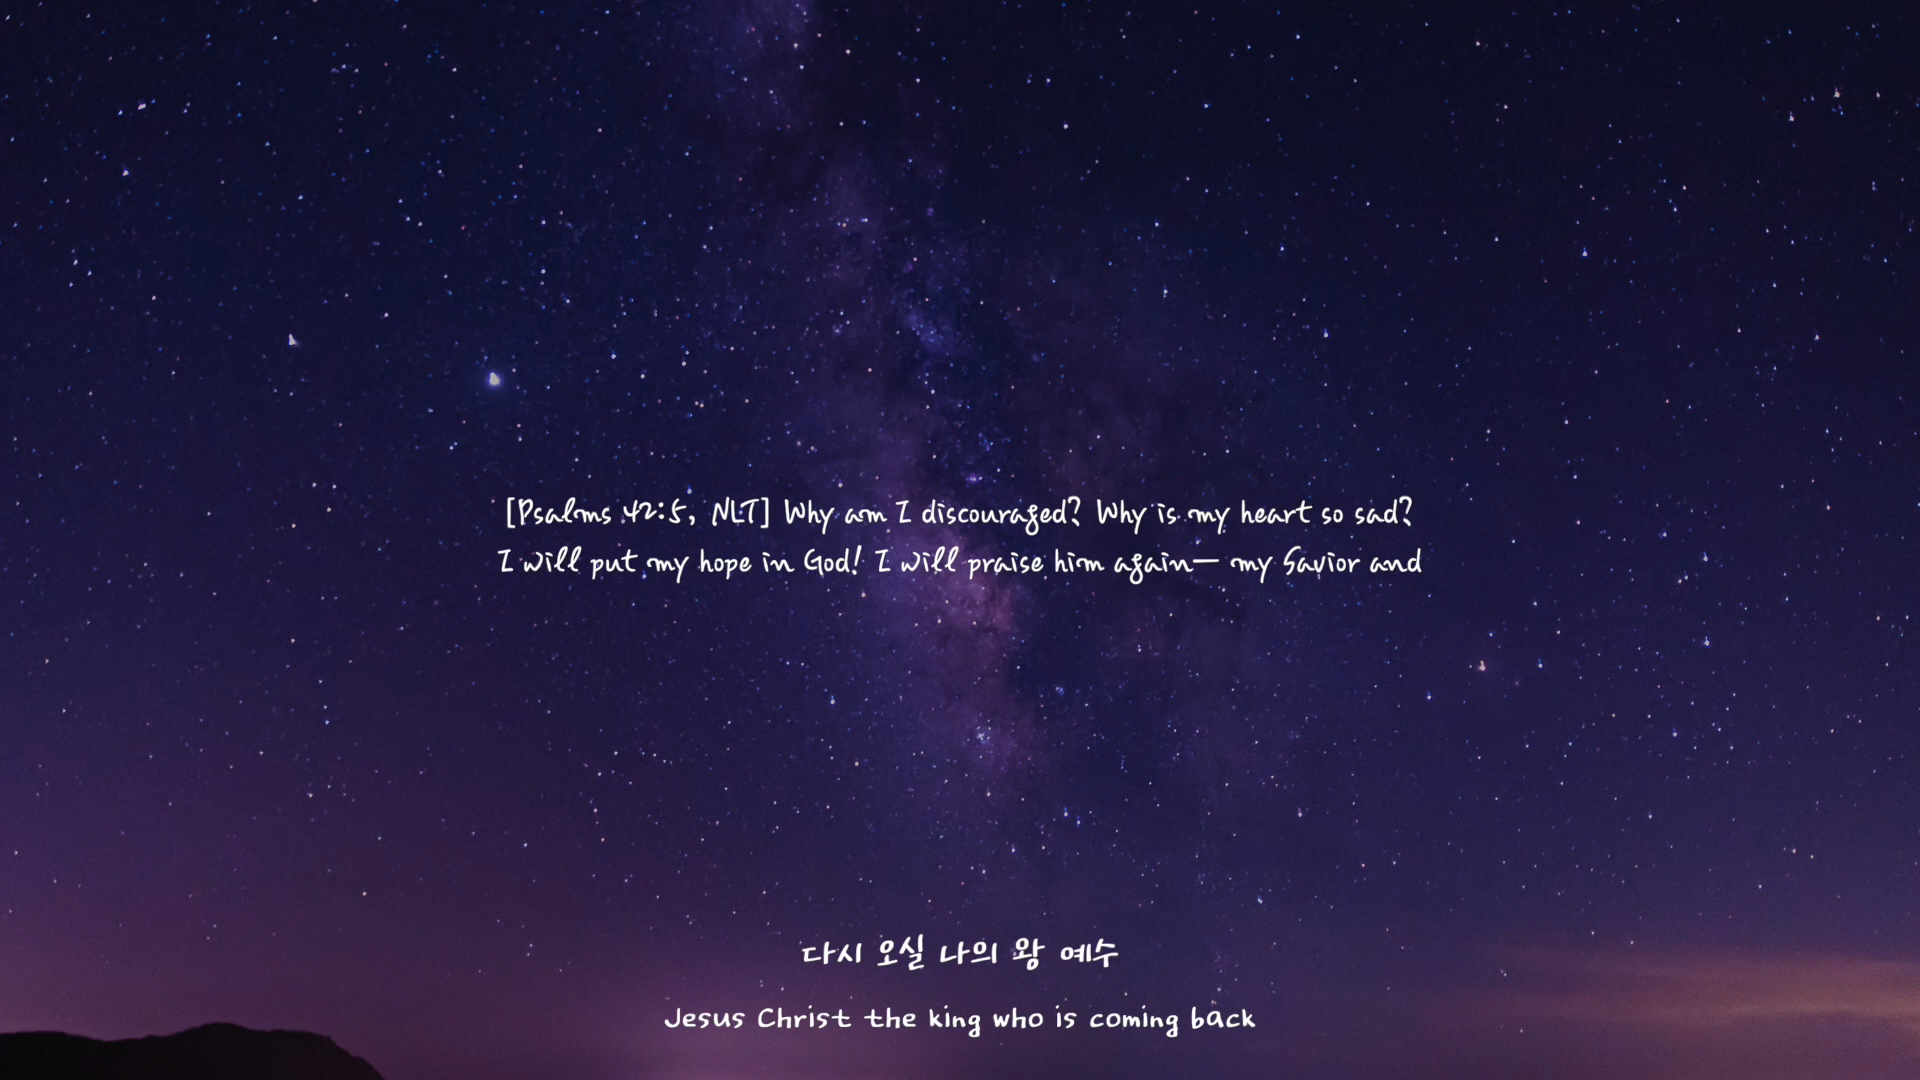 [Psalms 42:5, NLT] Why am I discouraged? Why is my heart so sad?
I will put my hope in God! I will praise him again— my Savior and
다시 오실 나의 왕 예수
Jesus Christ the king who is coming back